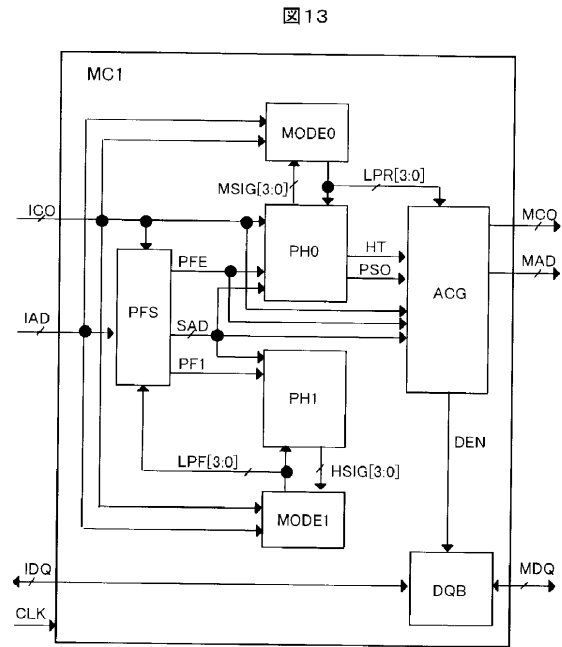 図13
MC1
MODE0
MSIG[3:0]
LPR[3:0]
ICO
MCO
PH0
HT
PFE
PSO
MAD
ACG
IAD
PFS
SAD
PF1
PH1
DEN
LPF[3:0]
HSIG[3:0]
MODE1
IDQ
DQB
MDQ
CLK